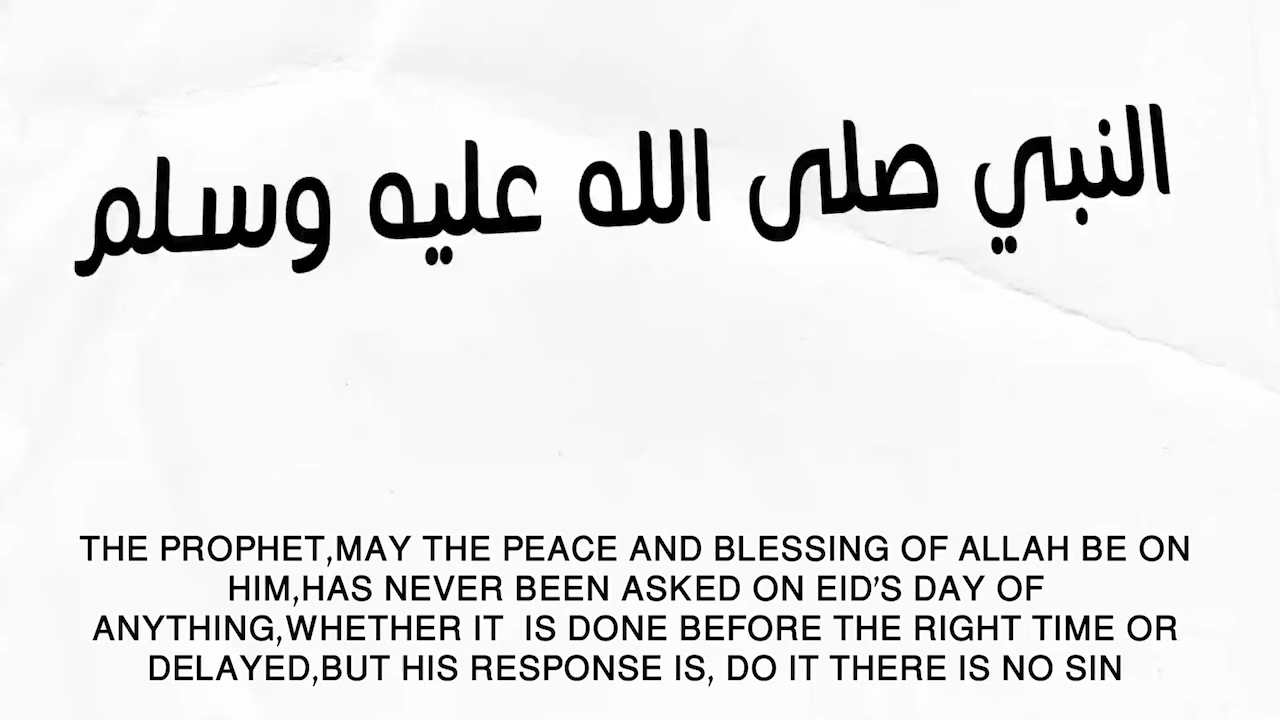 النبي صلى الله عليه وسلم
THE PROPHET,MAY THE PEACE AND BLESSING OF ALLAH BE ON
HIM,HAS NEVER BEEN ASKED ON EID’S DAY OF
ANYTHING,WHETHER IT  IS DONE BEFORE THE RIGHT TIME OR
DELAYED,BUT HIS RESPONSE IS, DO IT THERE IS NO SIN